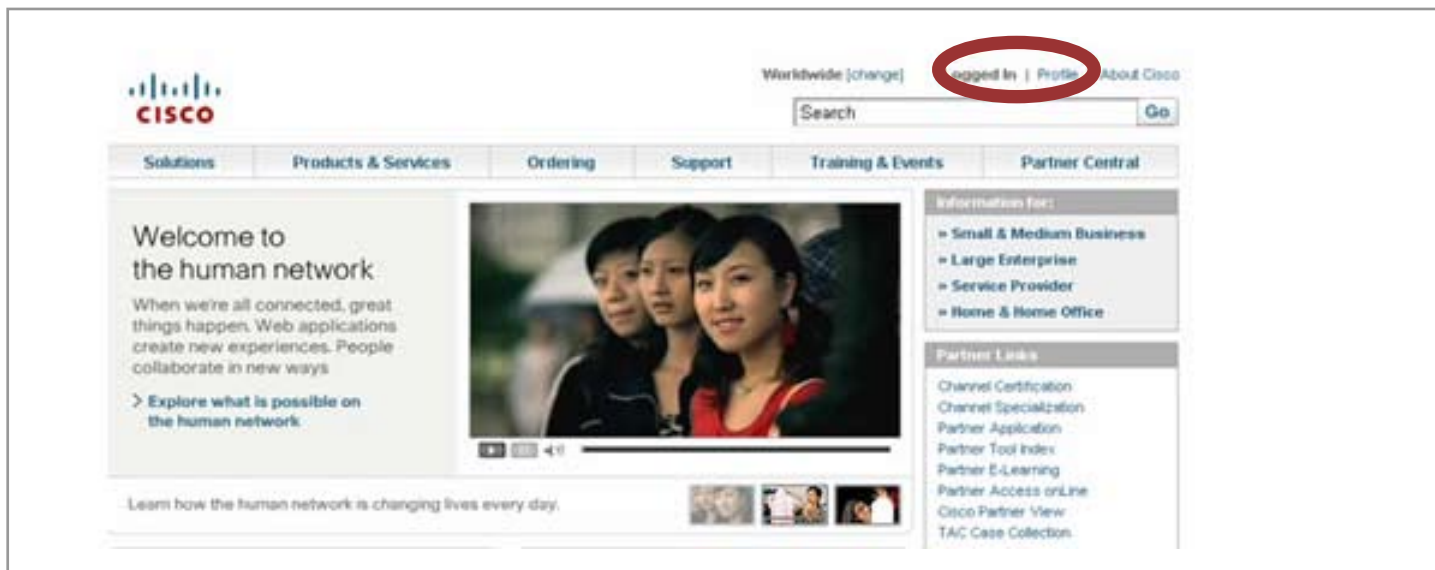 Worldwide [change] ogged In | Profile About Cisco
CISCO
Search Go
Solutions Products & Services Ordering Support Training & Events Partner Central
Welcome to
the human network
When we're all connected, great
things happen. Web applications
create new experiences. People
collaborate in new ways
> Explore what is possible on
the human network
Learn how the human network is changing lives every day.
Information for:
» Small & Medium Business
» Large Enterprise
» Service Provider
» Home & Home Office
Partner Links
Channel Certification
Channel Specialization
Partner Application
Partner Tool Index
Partner E-Learning
Partner Access onLine
Cisco Partner View
TAC Case Collection